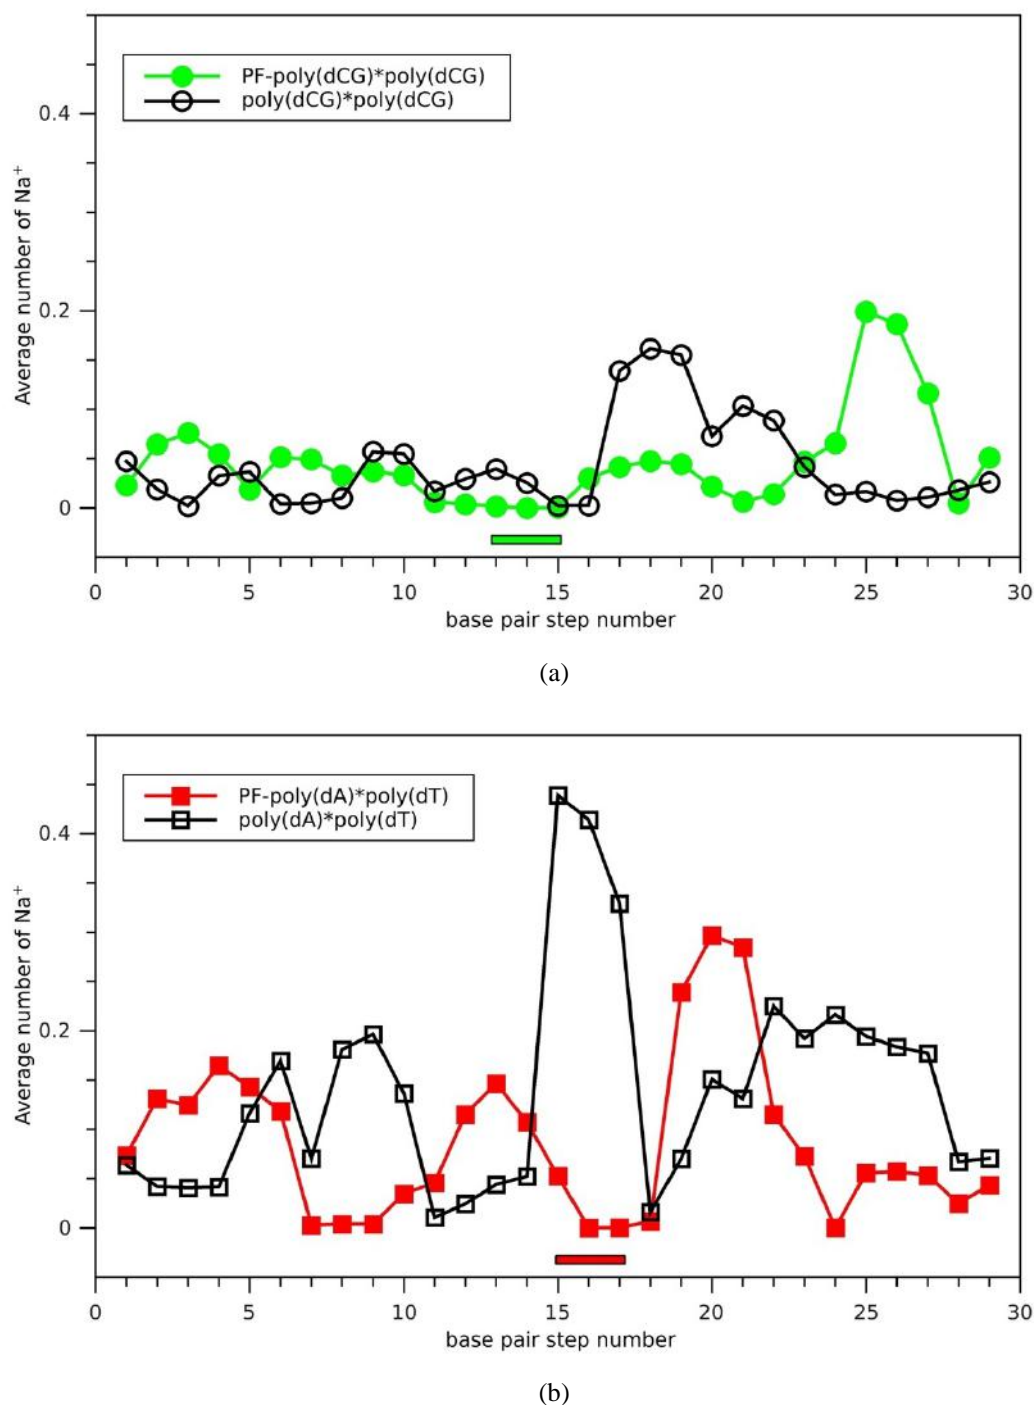 PF-poly(dCG)*poly(dCG)
poly(dCG)*poly(dCG)
Average number of Na⁺
0.4
0.2
0
0 5 10 15 20 25 30
base pair step number
(a)
PF-poly(dA)*poly(dT)
poly(dA)*poly(dT)
Average number of Na⁺
0.4
0.2
0
0 5 10 15 20 25 30
base pair step number
(b)